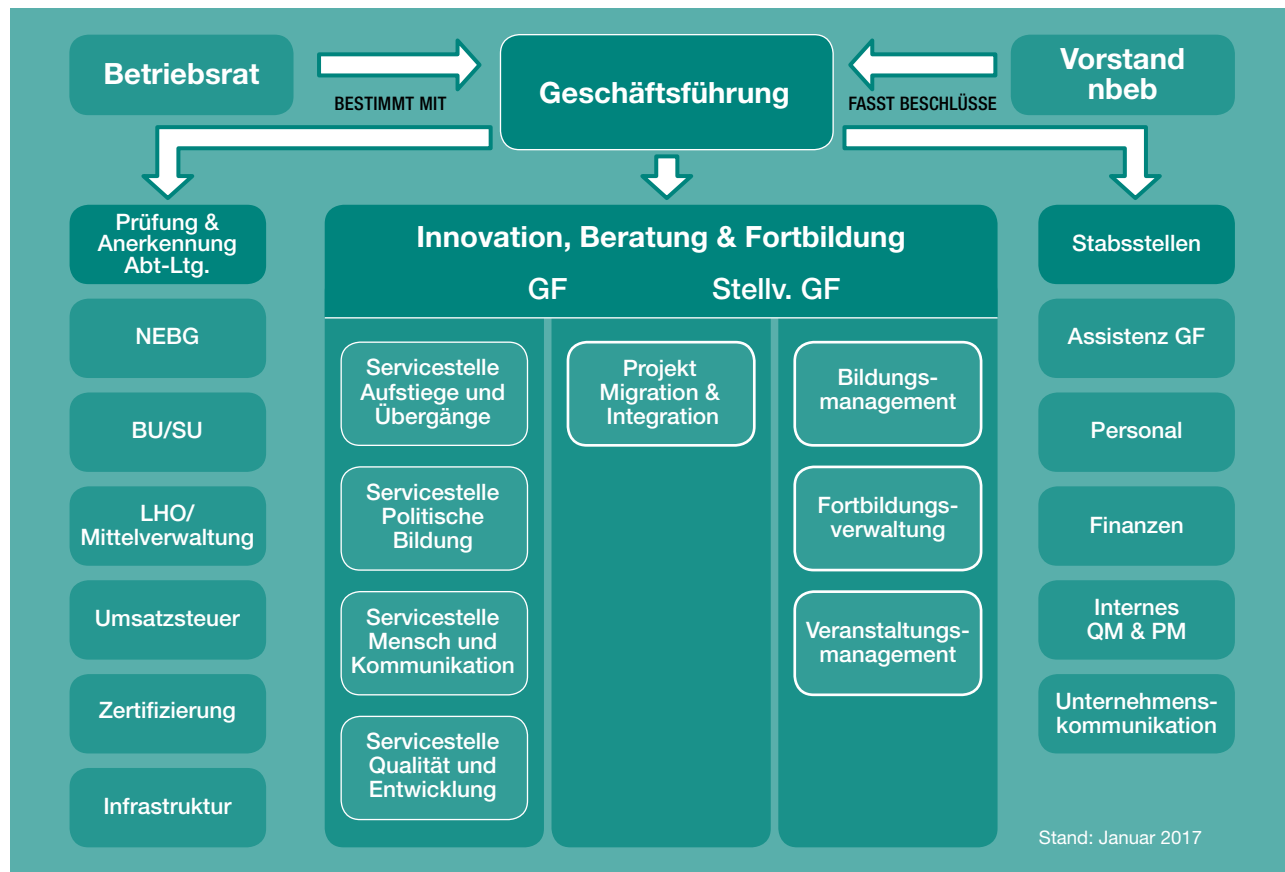 Betriebsrat
BESTIMMT MIT
Geschäftsführung
FASST BESCHLÜSSE
Vorstand
nbeb
Prüfung &
Anerkennung
Abt-Ltg.
NEBG
BU/SU
LHO/
Mittelverwaltung
Umsatzsteuer
Zertifizierung
Infrastruktur
Innovation, Beratung & Fortbildung
GF
Stellv. GF
Servicestelle
Aufstiege und
Übergänge
Servicestelle
Politische
Bildung
Servicestelle
Mensch und
Kommunikation
Servicestelle
Qualität und
Entwicklung
Projekt
Migration &
Integration
Bildungs-
management
Fortbildungs-
verwaltung
Veranstaltungs-
management
Stabsstellen
Assistenz GF
Personal
Finanzen
Internes
QM & PM
Unternehmens-
kommunikation
Stand: Januar 2017